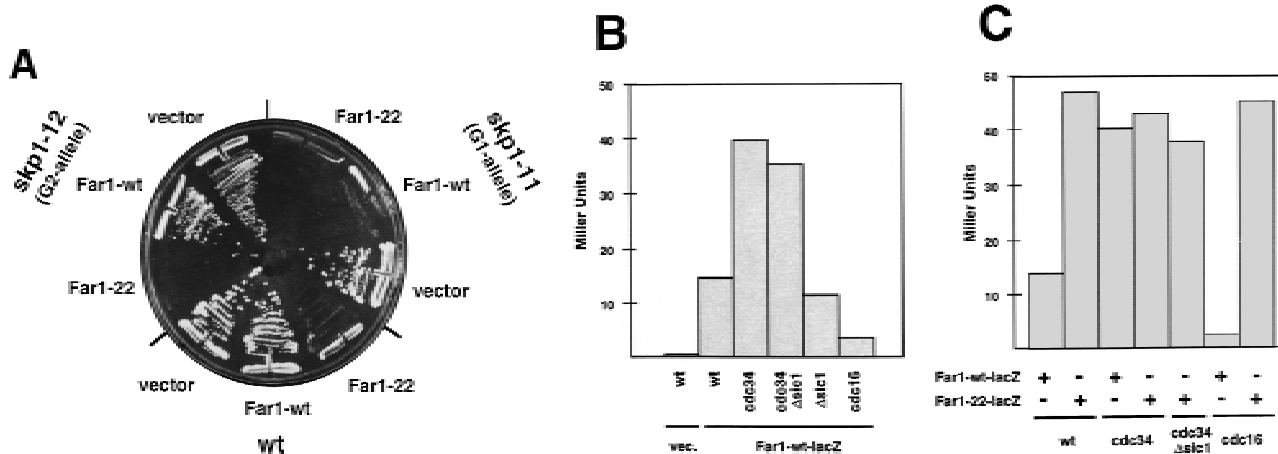 A
skp1-12
(G2-allele)
vector
Far1-22
skp1-11
(G1-allele)
Far1-wt
Far1-wt
Far1-22
vector
vector
Far1-22
Far1-wt
wt
B
Miller Units
50
40
30
20
10
wt
wt
cdc34
cdc34
Δsic1
Δsic1
cdc16
vec.
Far1-wt-lacZ
C
Miller Units
50
40
30
20
10
Far1-wt-lacZ + - + - - + -
Far1-22-lacZ - + - + + - +
wt
cdc34
cdc34
Δsic1
cdc16